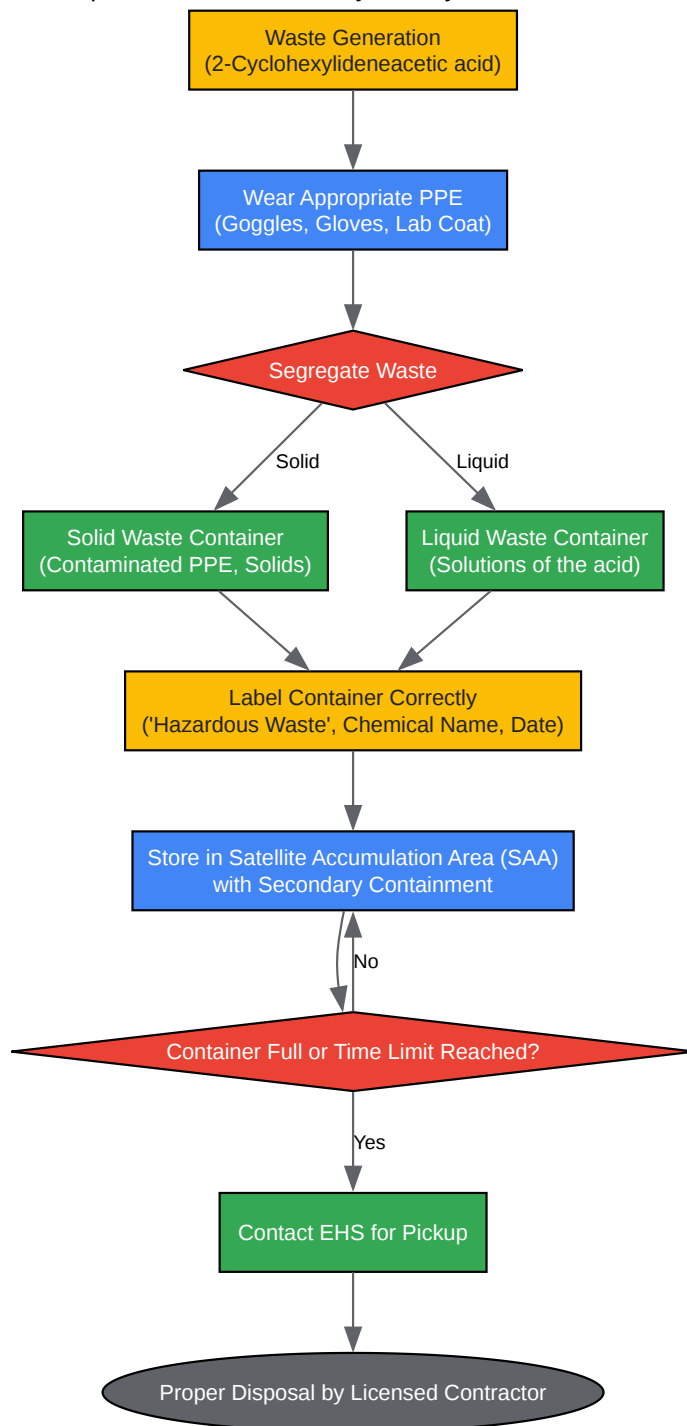 Waste Generation
(2-Cyclohexylideneacetic acid)
Wear Appropriate PPE
(Goggles, Gloves, Lab Coat)
Segregate Waste
Solid
Liquid
Solid Waste Container
(Contaminated PPE, Solids)
Liquid Waste Container
(Solutions of the acid)
Label Container Correctly
('Hazardous Waste', Chemical Name, Date)
Store in Satellite Accumulation Area (SAA)
with Secondary Containment
No
Container Full or Time Limit Reached?
Yes
Contact EHS for Pickup
Proper Disposal by Licensed Contractor